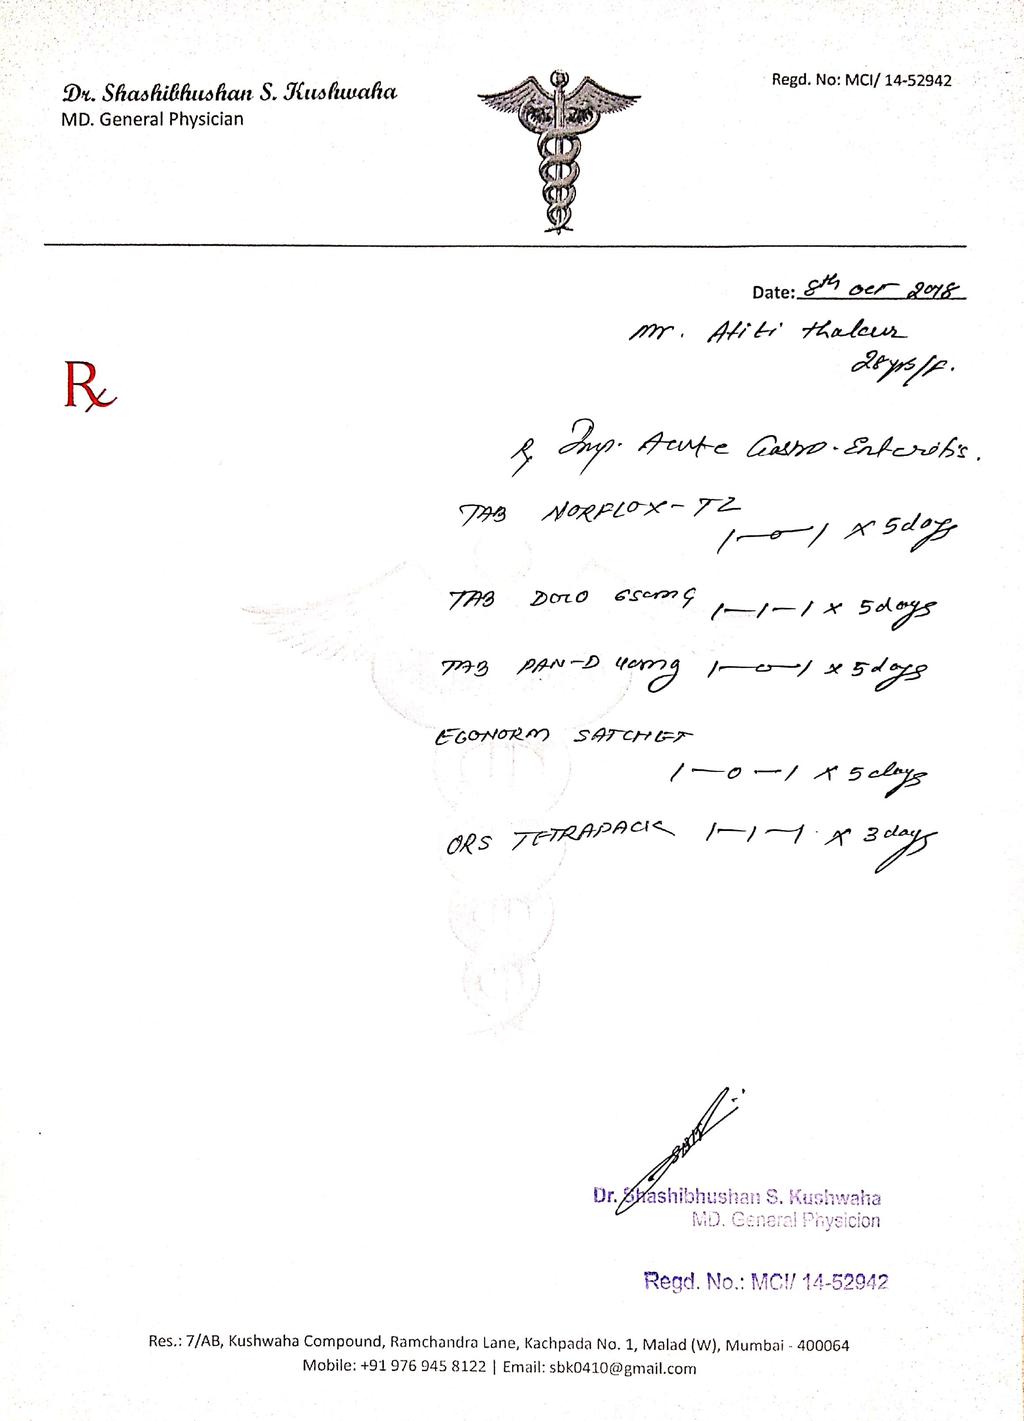 Dr. Shashibhushan S. Kushwaha
MD. General Physician
Regd. No: MCI/ 14-52942
Date: 8th Oct 2018
Mr. Atiti Thakur
28yrs/F.
Rx
Rx Imp. Acute Gastro-Enteritis.
TAB NORFLOX-TZ
1—0—1 x 5days
TAB DOLO 650mg 1—1—1 x 5days
TAB PAN-D 40mg 1—0—1 x 5days
EGONORM SATCHET
1—0—1 x 5days
ORS TETRAPACK 1—1—1 x 3days
Dr. Shashibhushan S. Kushwaha
MD. General Physicion
Regd. No.: MCI/ 14-52942
Res.: 7/AB, Kushwaha Compound, Ramchandra Lane, Kachpada No. 1, Malad (W), Mumbai - 400064
Mobile: +91 976 945 8122 | Email: sbk0410@gmail.com